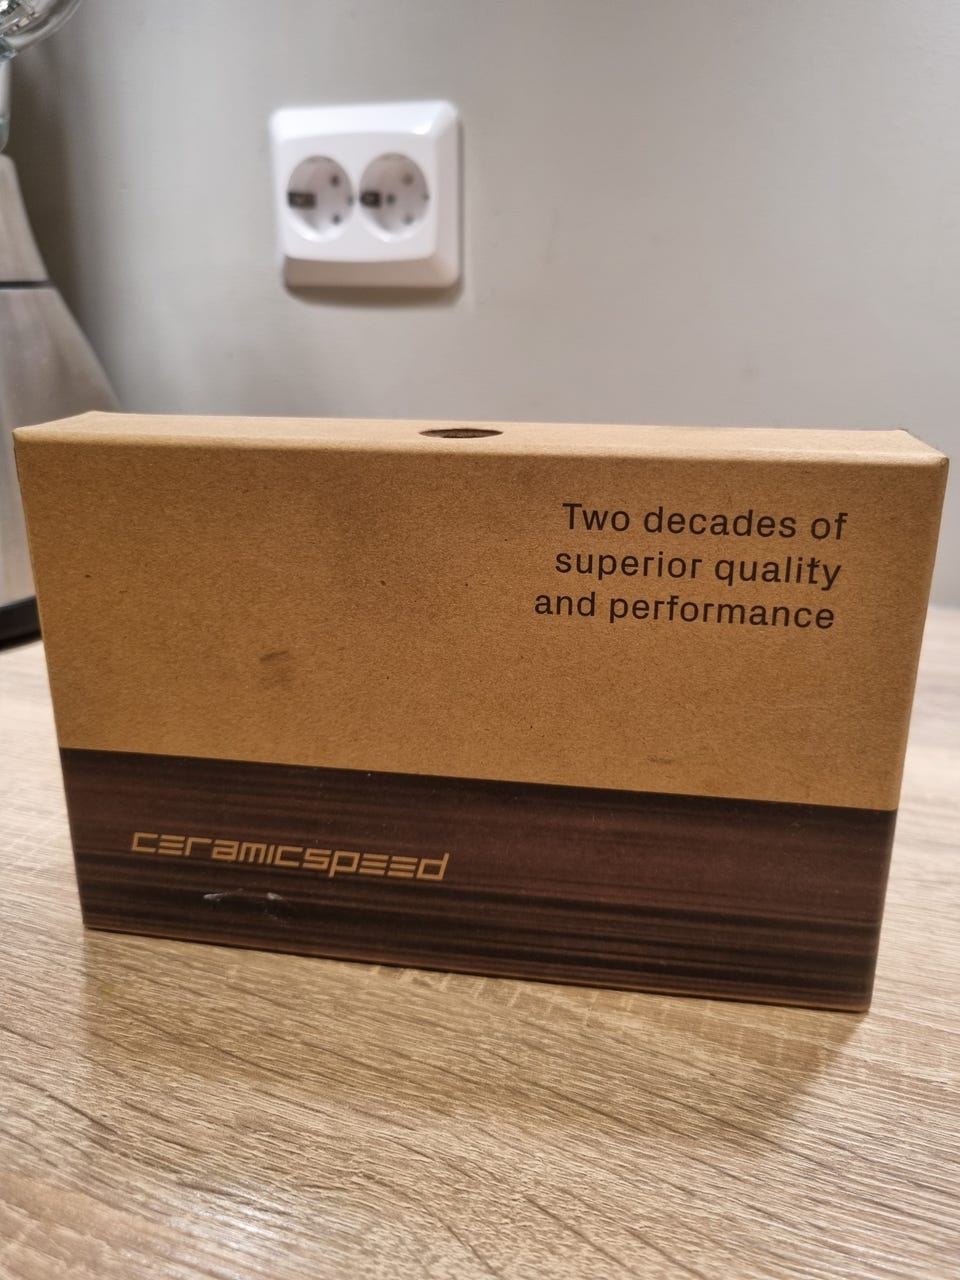 Two decades of
superior quality
and performance
ceramicspeed